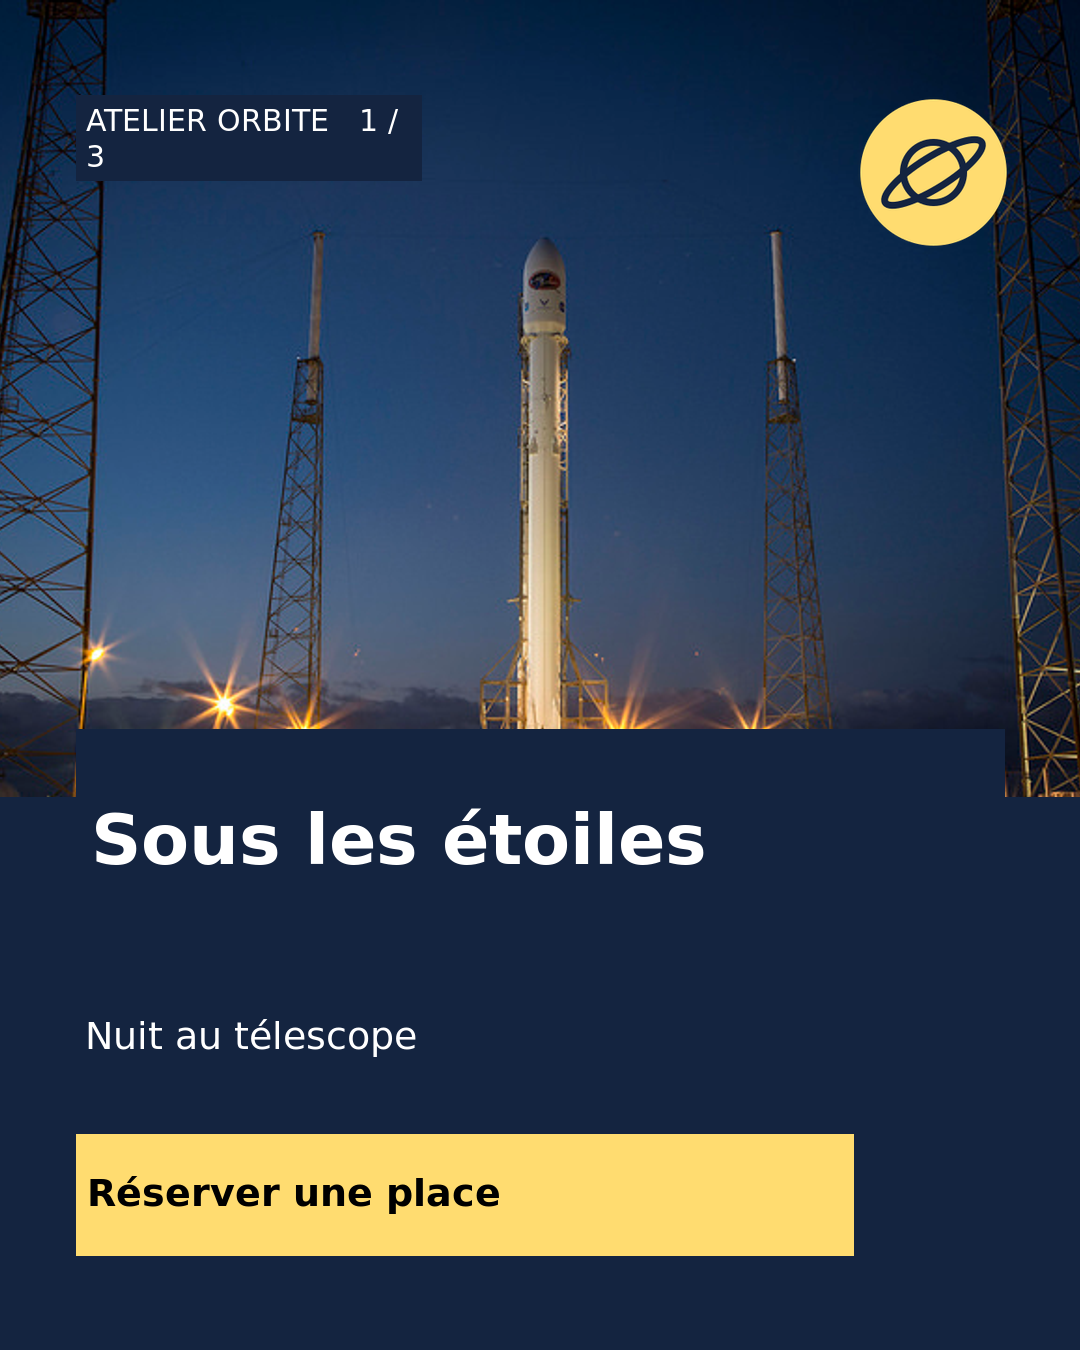 ATELIER ORBITE 1 /
3
Sous les étoiles
Nuit au télescope
Réserver une place